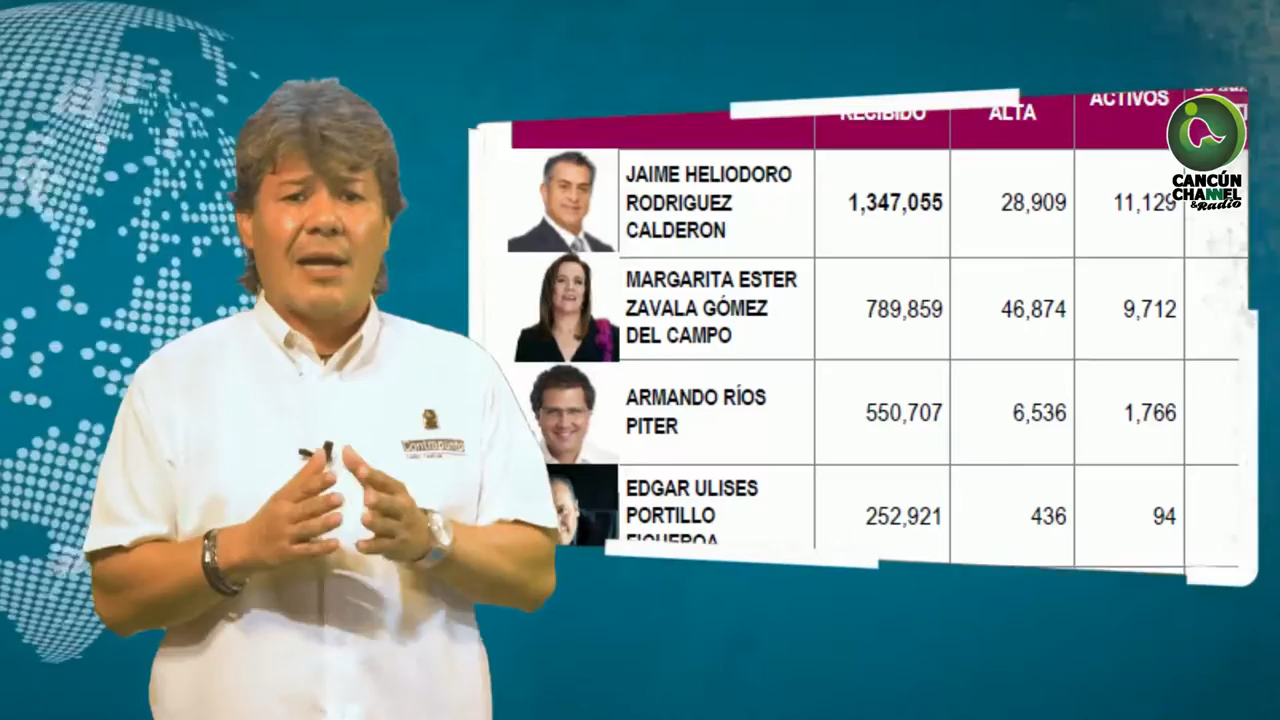 RECIBIDO
ALTA
ACTIVOS
CANCÚN
CHANNEL
&Radio
JAIME HELIODORO
RODRIGUEZ
CALDERON
1,347,055
28,909
11,129
MARGARITA ESTER
ZAVALA GÓMEZ
DEL CAMPO
789,859
46,874
9,712
ARMANDO RÍOS
PITER
550,707
6,536
1,766
EDGAR ULISES
PORTILLO
FIGUEROA
252,921
436
94
Contrapunto